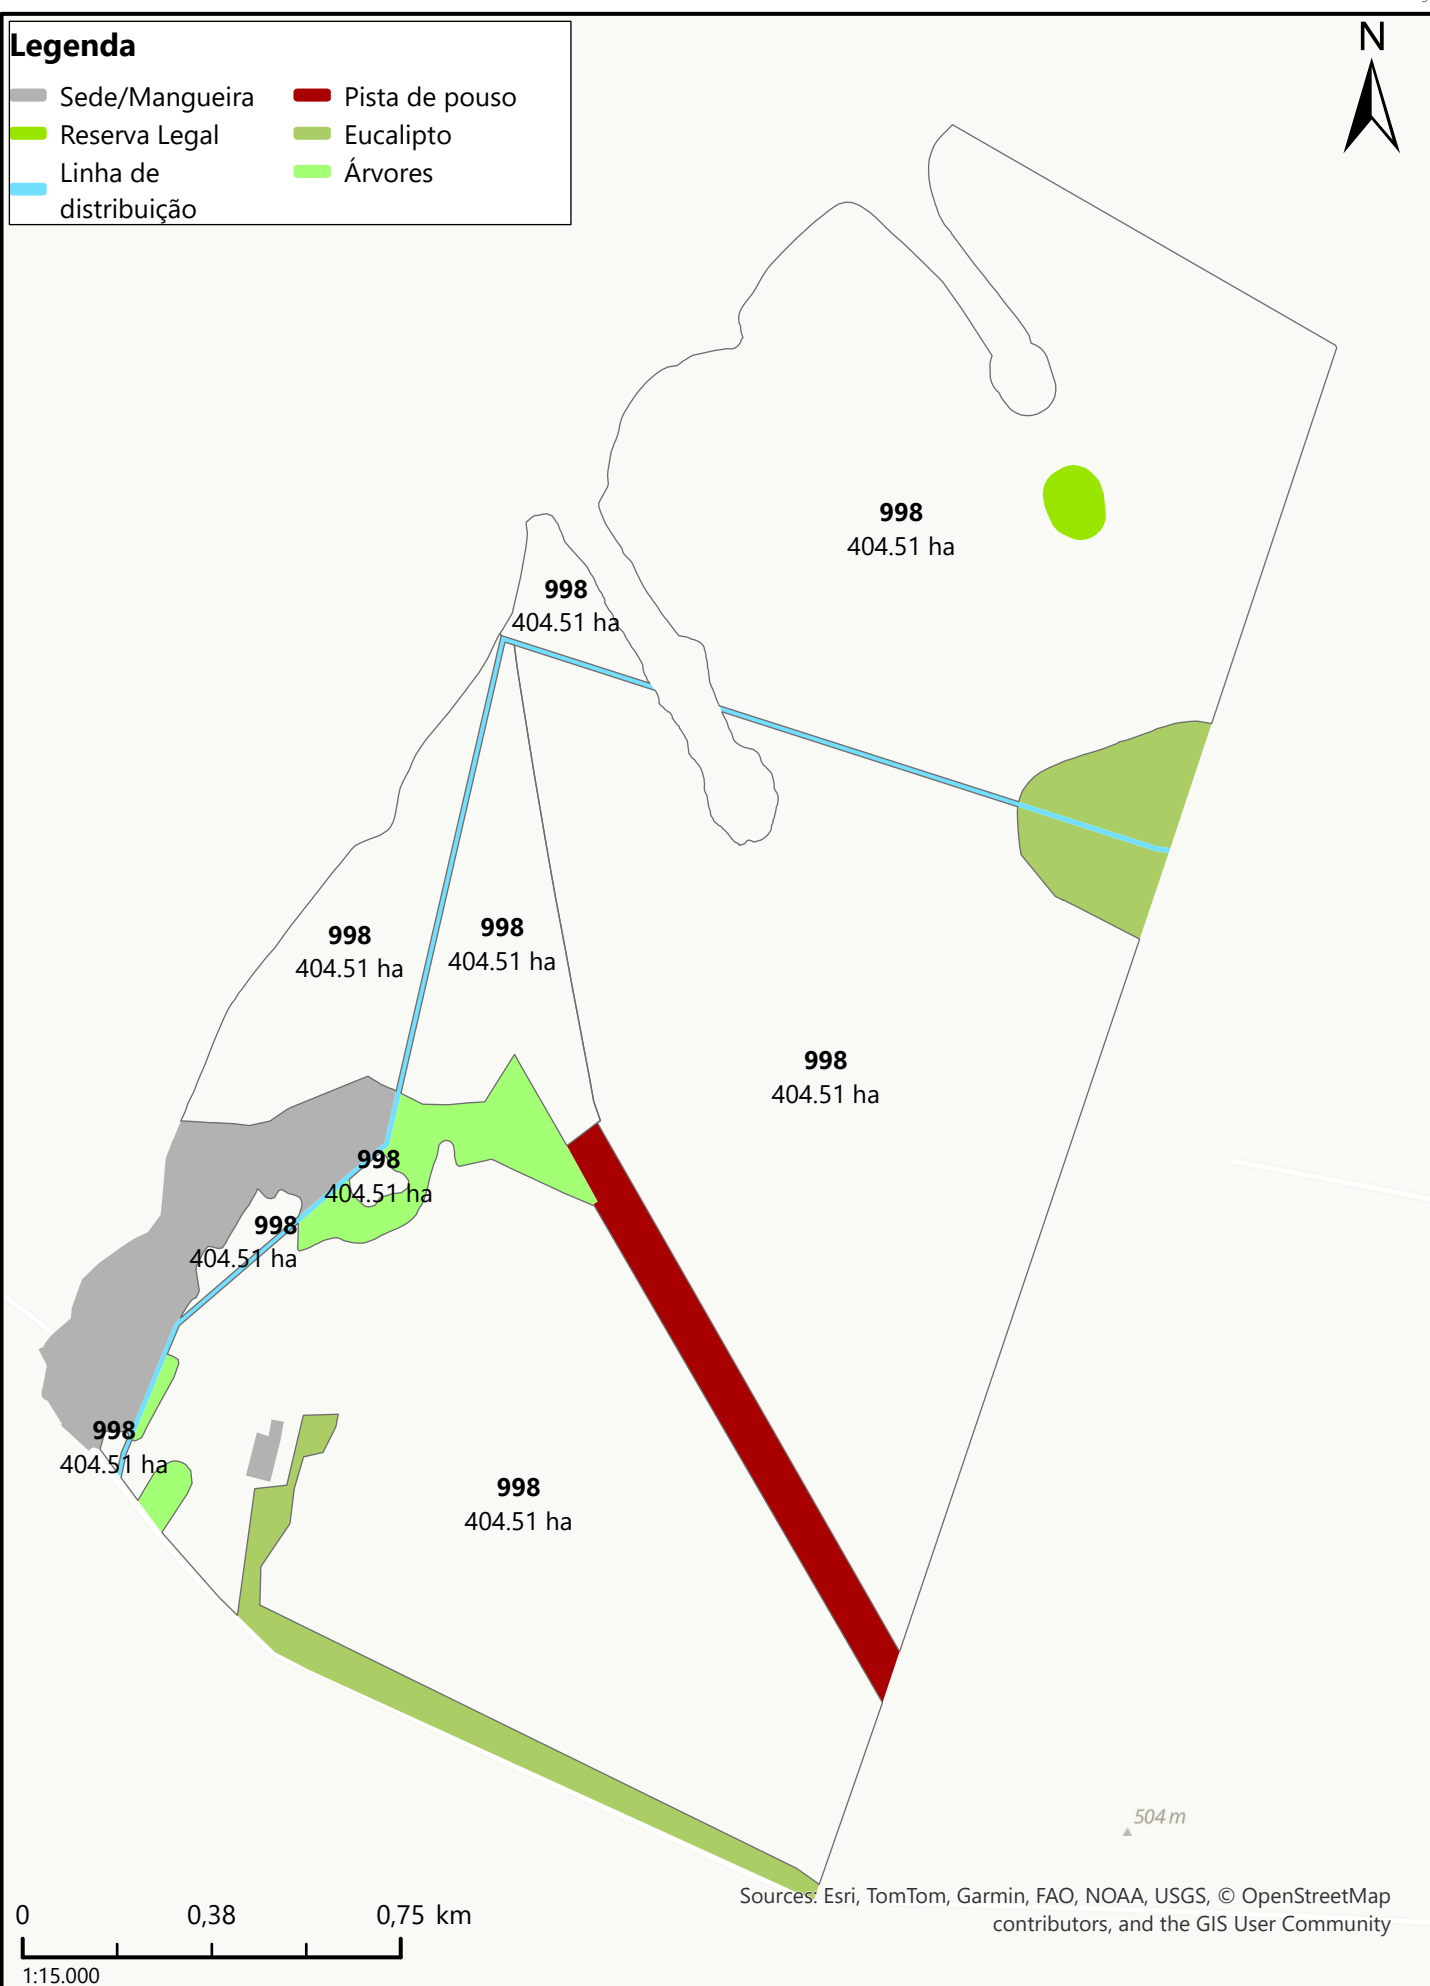 N
Legenda
Sede/Mangueira
Pista de pouso
Reserva Legal
Eucalipto
Linha de
distribuição
Árvores
998
404.51 ha
998
404.51 ha
998
404.51 ha
998
404.51 ha
998
404.51 ha
998
404.51 ha
998
404.51 ha
998
404.51 ha
998
404.51 ha
504 m
Sources: Esri, TomTom, Garmin, FAO, NOAA, USGS, © OpenStreetMap
contributors, and the GIS User Community
0 0,38 0,75 km
1:15.000